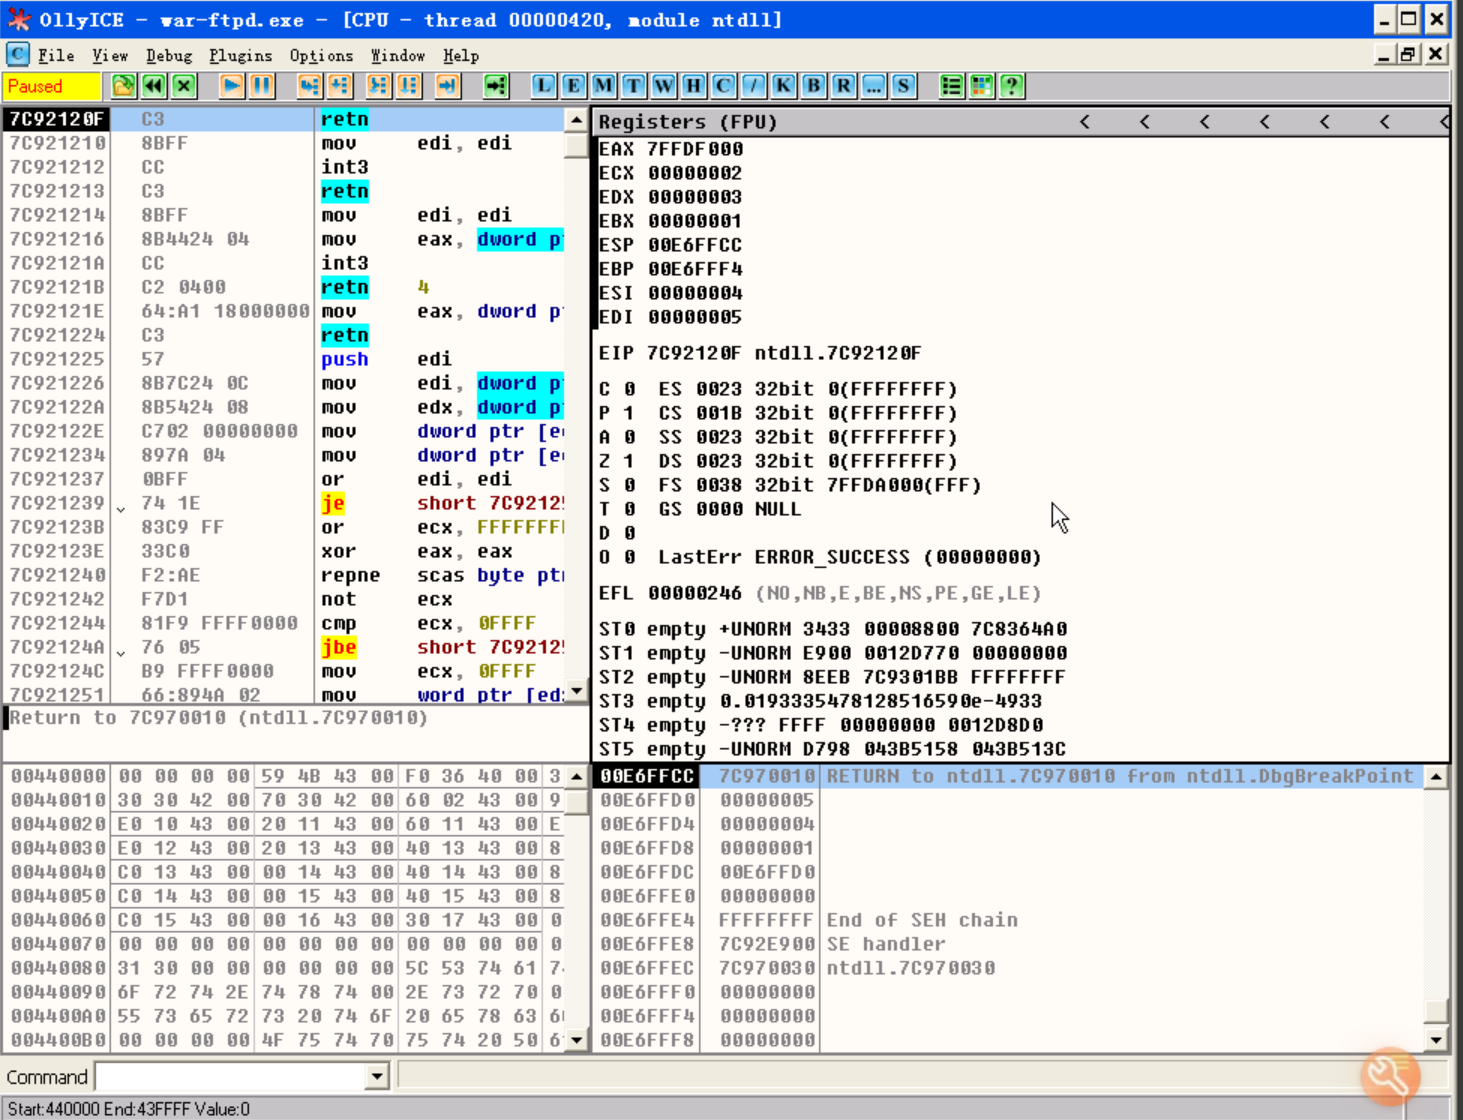 OllyICE - war-ftpd.exe - [CPU - thread 00000420, module ntdll]
C File View Debug Plugins Options Window Help
Paused L E M T W H C / K B R ... S ?
7C92120F C3 retn
7C921210 8BFF mov edi, edi
7C921212 CC int3
7C921213 C3 retn
7C921214 8BFF mov edi, edi
7C921216 8B4424 04 mov eax, dword p
7C92121A CC int3
7C92121B C2 0400 retn 4
7C92121E 64:A1 18000000 mov eax, dword p
7C921224 C3 retn
7C921225 57 push edi
7C921226 8B7C24 0C mov edi, dword p
7C92122A 8B5424 08 mov edx, dword p
7C92122E C702 00000000 mov dword ptr [e
7C921234 897A 04 mov dword ptr [e
7C921237 0BFF or edi, edi
7C921239 74 1E je short 7C92125
7C92123B 83C9 FF or ecx, FFFFFFF
7C92123E 33C0 xor eax, eax
7C921240 F2:AE repne scas byte pt
7C921242 F7D1 not ecx
7C921244 81F9 FFFF0000 cmp ecx, 0FFFF
7C92124A 76 05 jbe short 7C92125
7C92124C B9 FFFF0000 mov ecx, 0FFFF
7C921251 66:894A 02 mov word ptr [ed
Return to 7C970010 (ntdll.7C970010)
Registers (FPU) < < < < < < <
EAX 7FFDF000
ECX 00000002
EDX 00000003
EBX 00000001
ESP 00E6FFCC
EBP 00E6FFF4
ESI 00000004
EDI 00000005
EIP 7C92120F ntdll.7C92120F
C 0 ES 0023 32bit 0(FFFFFFFF)
P 1 CS 001B 32bit 0(FFFFFFFF)
A 0 SS 0023 32bit 0(FFFFFFFF)
Z 1 DS 0023 32bit 0(FFFFFFFF)
S 0 FS 0038 32bit 7FFDA000(FFF)
T 0 GS 0000 NULL
D 0
O 0 LastErr ERROR_SUCCESS (00000000)
EFL 00000246 (NO,NB,E,BE,NS,PE,GE,LE)
ST0 empty +UNORM 3433 00008800 7C8364A0
ST1 empty -UNORM E900 0012D770 00000000
ST2 empty -UNORM 8EEB 7C9301BB FFFFFFFF
ST3 empty 0.0193335478128516590e-4933
ST4 empty -??? FFFF 00000000 0012D8D0
ST5 empty -UNORM D798 043B5158 043B513C
00440000 00 00 00 00 59 4B 43 00 F0 36 40 00 3
00440010 30 30 42 00 70 30 42 00 60 02 43 00 9
00440020 E0 10 43 00 20 11 43 00 60 11 43 00 E
00440030 E0 12 43 00 20 13 43 00 40 13 43 00 8
00440040 C0 13 43 00 00 14 43 00 40 14 43 00 8
00440050 C0 14 43 00 00 15 43 00 40 15 43 00 8
00440060 C0 15 43 00 00 16 43 00 30 17 43 00 0
00440070 00 00 00 00 00 00 00 00 00 00 00 00 0
00440080 31 30 00 00 00 00 00 00 5C 53 74 61 7
00440090 6F 72 74 2E 74 78 74 00 2E 73 72 70 0
004400A0 55 73 65 72 73 20 74 6F 20 65 78 63 6
004400B0 00 00 00 00 4F 75 74 70 75 74 20 50 6
00E6FFCC 7C970010 RETURN to ntdll.7C970010 from ntdll.DbgBreakPoint
00E6FFD0 00000005
00E6FFD4 00000004
00E6FFD8 00000001
00E6FFDC 00E6FFD0
00E6FFE0 00000000
00E6FFE4 FFFFFFFF End of SEH chain
00E6FFE8 7C92E900 SE handler
00E6FFEC 7C970030 ntdll.7C970030
00E6FFF0 00000000
00E6FFF4 00000000
00E6FFF8 00000000
Command
Start:440000 End:43FFFF Value:0